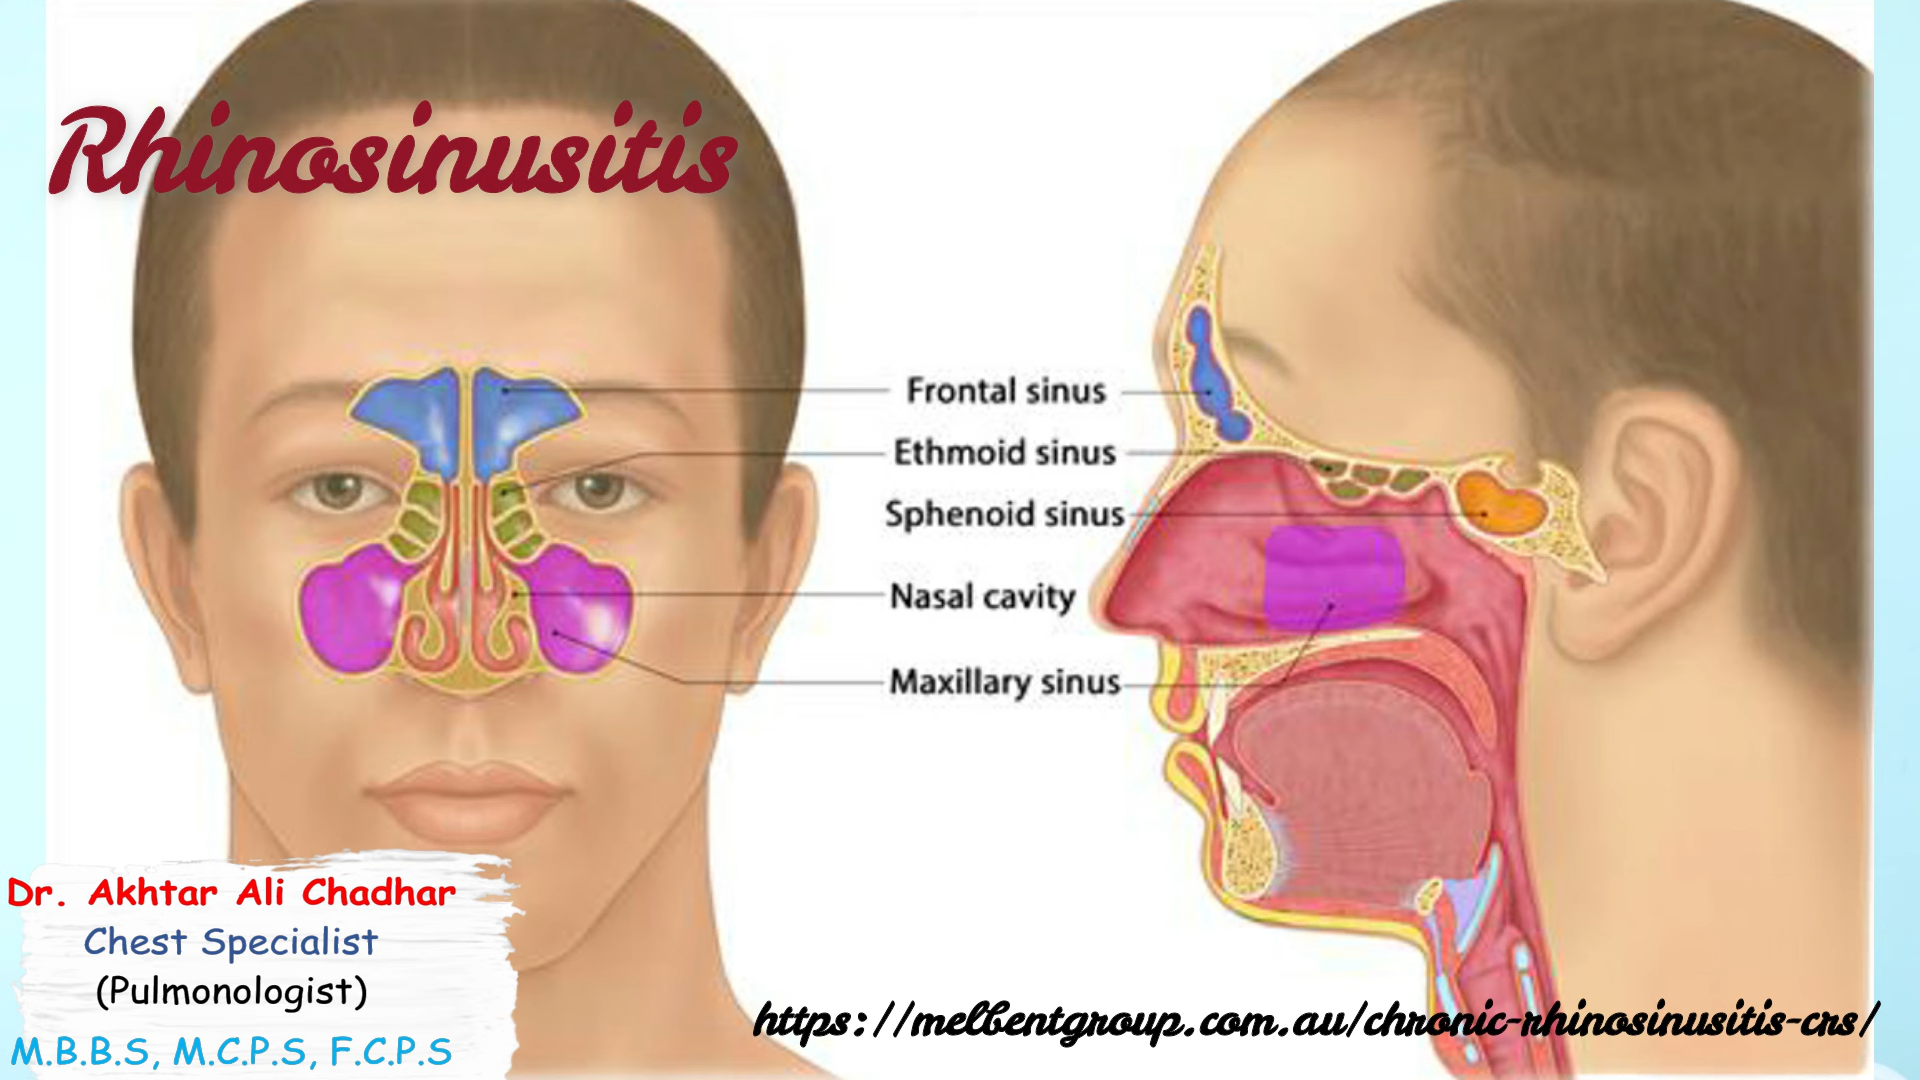 Rhinosinusitis
Frontal sinus
Ethmoid sinus
Sphenoid sinus
Nasal cavity
Maxillary sinus
Dr. Akhtar Ali Chadhar
Chest Specialist
(Pulmonologist)
M.B.B.S, M.C.P.S, F.C.P.S
https://melbentgroup.com.au/chronic-rhinosinusitis-crs/